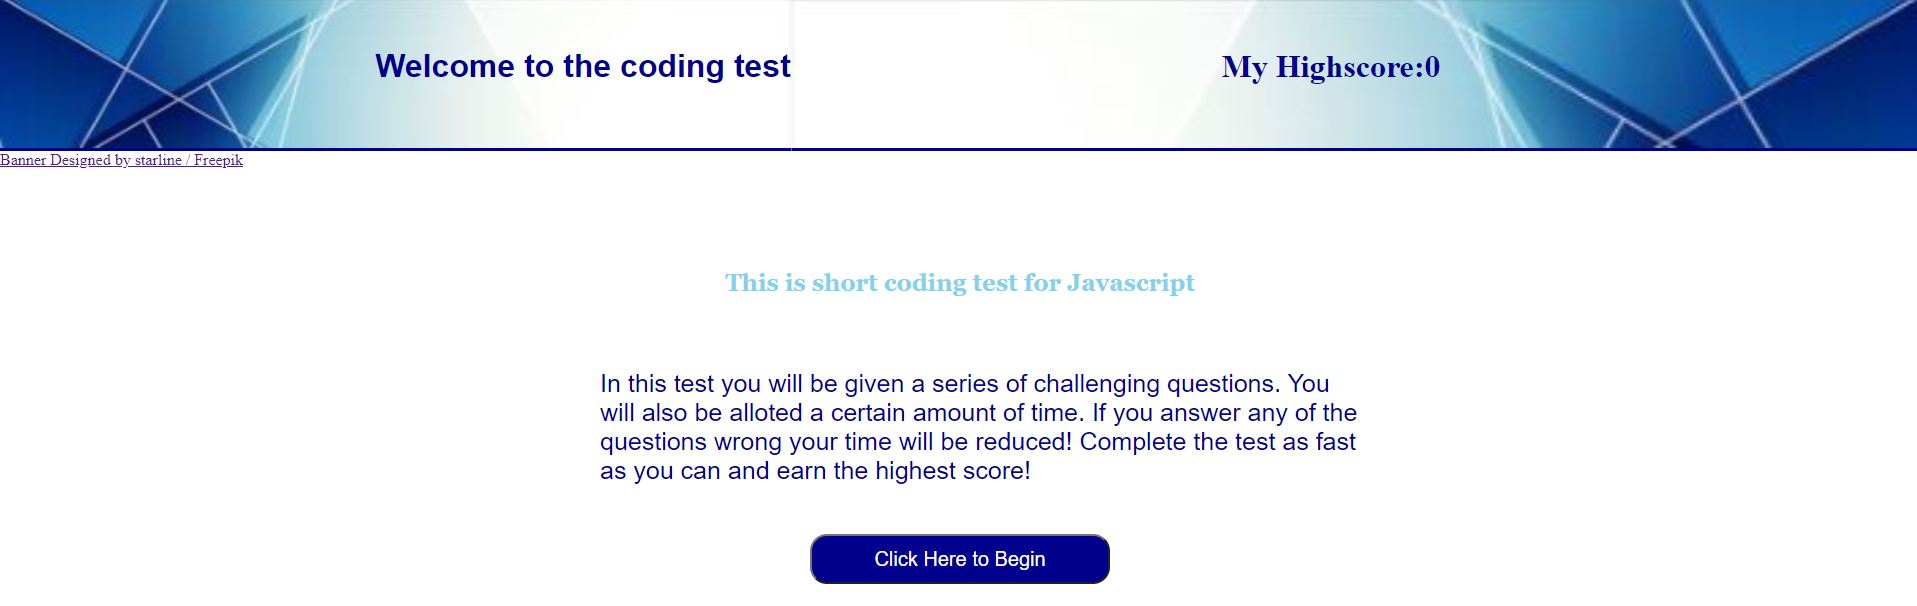 Welcome to the coding test
My Highscore:0
Banner Designed by starline / Freepik
This is short coding test for Javascript
In this test you will be given a series of challenging questions. You
will also be alloted a certain amount of time. If you answer any of the
questions wrong your time will be reduced! Complete the test as fast
as you can and earn the highest score!
Click Here to Begin